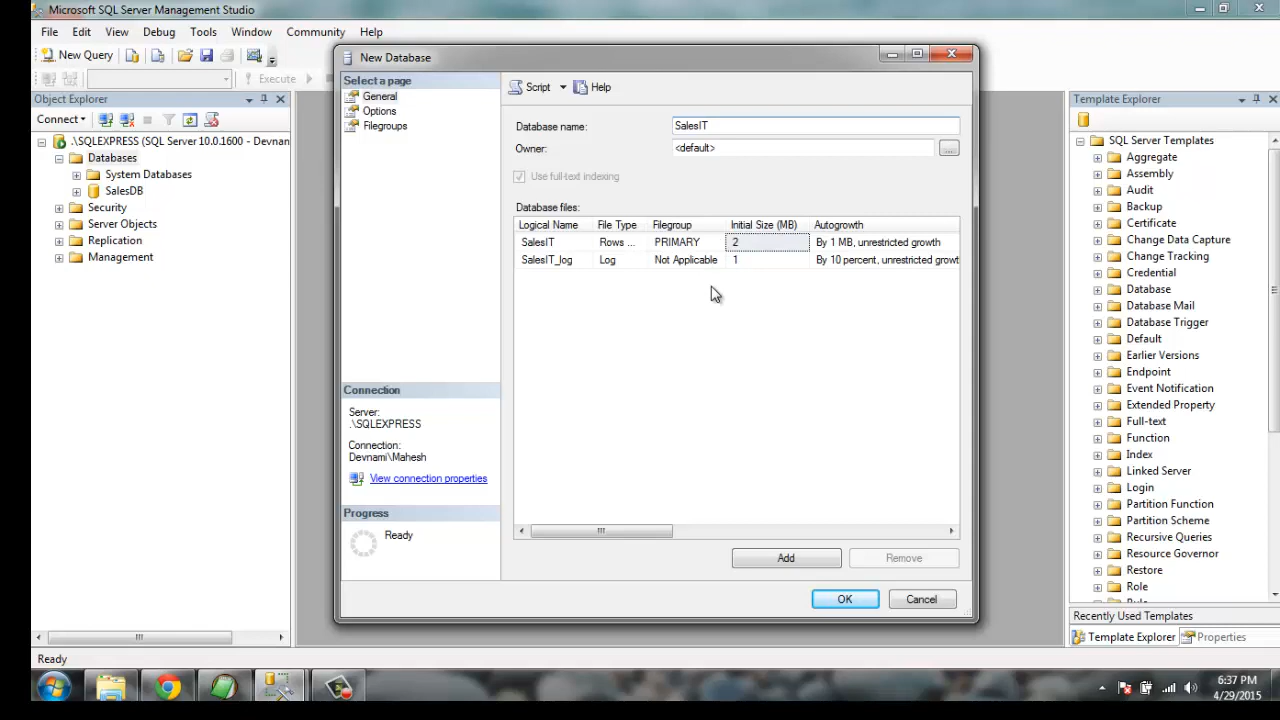 Microsoft SQL Server Management Studio
File Edit View Debug Tools Window Community Help
New Query
Execute
Object Explorer
Connect
.\SQLEXPRESS (SQL Server 10.0.1600 - Devnam
Databases
System Databases
SalesDB
Security
Server Objects
Replication
Management
Ready
New Database
Select a page
General
Options
Filegroups
Connection
Server:
.\SQLEXPRESS
Connection:
Devnami\Mahesh
View connection properties
Progress
Ready
Script Help
Database name: SalesIT
Owner: <default> ...
Use full-text indexing
Database files:
Logical Name File Type Filegroup Initial Size (MB) Autogrowth
SalesIT Rows ... PRIMARY 2 By 1 MB, unrestricted growth
SalesIT_log Log Not Applicable 1 By 10 percent, unrestricted growt
Add Remove
OK Cancel
Template Explorer
SQL Server Templates
Aggregate
Assembly
Audit
Backup
Certificate
Change Data Capture
Change Tracking
Credential
Database
Database Mail
Database Trigger
Default
Earlier Versions
Endpoint
Event Notification
Extended Property
Full-text
Function
Index
Linked Server
Login
Partition Function
Partition Scheme
Recursive Queries
Resource Governor
Restore
Role
Recently Used Templates
Template Explorer Properties
6:37 PM
4/29/2015